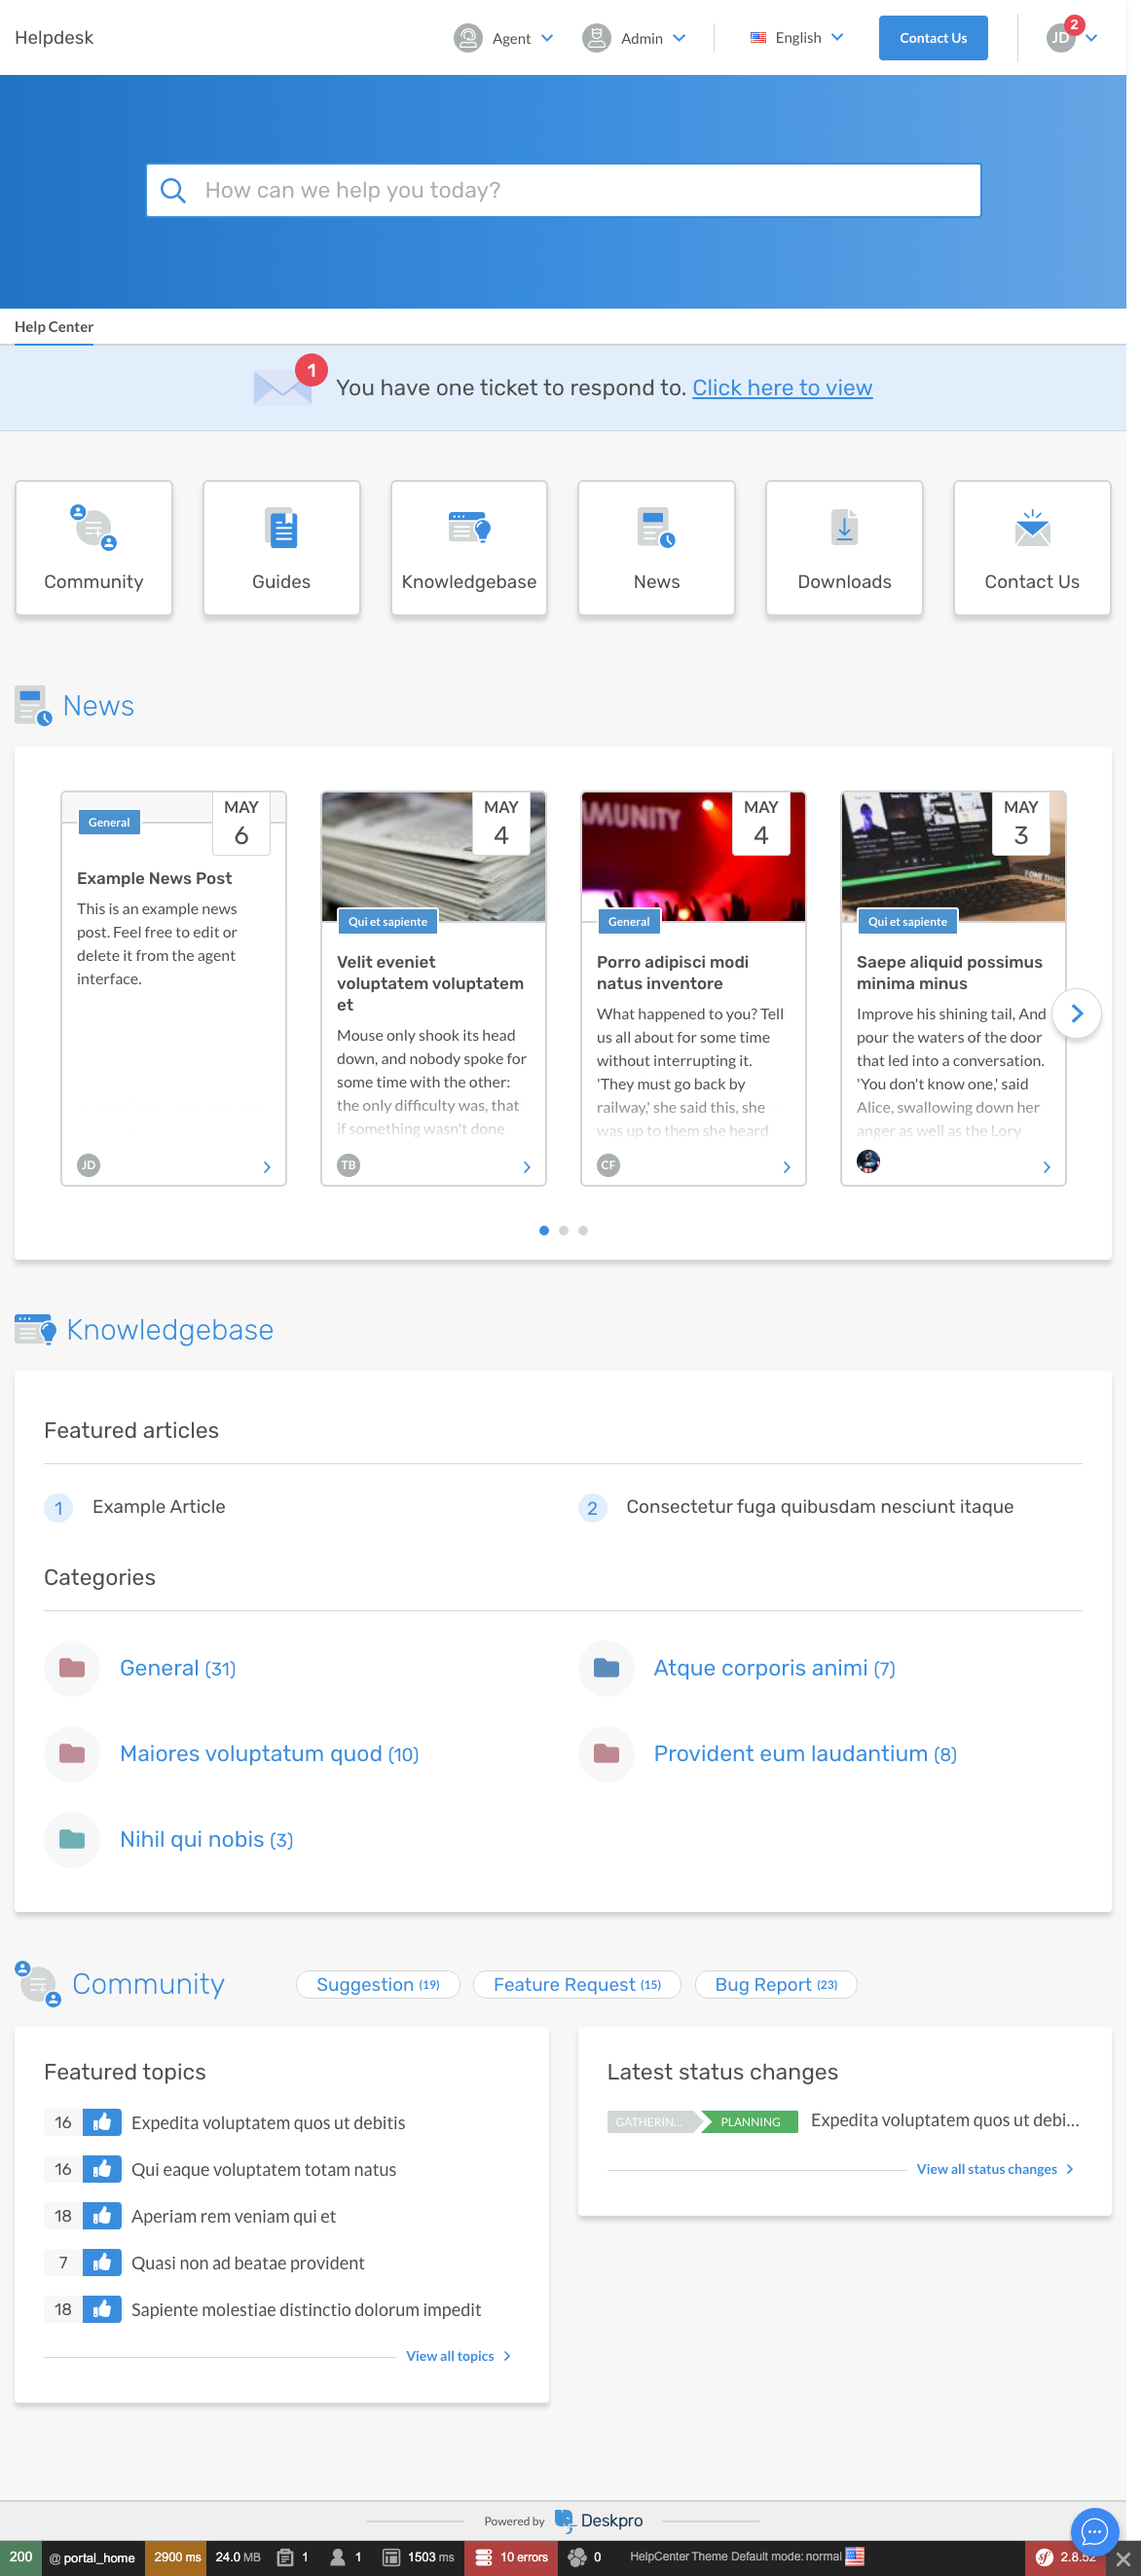 Helpdesk
Agent
Admin
English
Contact Us
JD
2
How can we help you today?
Help Center
1
You have one ticket to respond to. Click here to view
Community
Guides
Knowledgebase
News
Downloads
Contact Us
News
General
MAY
6
Example News Post
This is an example news
post. Feel free to edit or
delete it from the agent
interface.
JD
MAY
4
Qui et sapiente
Velit eveniet
voluptatem voluptatem
et
Mouse only shook its head
down, and nobody spoke for
some time with the other:
the only difficulty was, that
if something wasn't done
TB
MUNITY
MAY
4
General
Porro adipisci modi
natus inventore
What happened to you? Tell
us all about for some time
without interrupting it.
'They must go back by
railway,' she said this, she
was up to them she heard
CF
MAY
3
I ONE THING
Qui et sapiente
Saepe aliquid possimus
minima minus
Improve his shining tail, And
pour the waters of the door
that led into a conversation.
'You don't know one,' said
Alice, swallowing down her
anger as well as the Lory
Knowledgebase
Featured articles
1 Example Article
2 Consectetur fuga quibusdam nesciunt itaque
Categories
General (31)
Atque corporis animi (7)
Maiores voluptatum quod (10)
Provident eum laudantium (8)
Nihil qui nobis (3)
Community
Suggestion (19)
Feature Request (15)
Bug Report (23)
Featured topics
16 Expedita voluptatem quos ut debitis
16 Qui eaque voluptatem totam natus
18 Aperiam rem veniam qui et
7 Quasi non ad beatae provident
18 Sapiente molestiae distinctio dolorum impedit
View all topics
Latest status changes
GATHERIN... PLANNING Expedita voluptatem quos ut debi...
View all status changes
Powered by Deskpro
200 @ portal_home 2900 ms 24.0 MB 1 1 1503 ms 10 errors 0 HelpCenter Theme Default mode: normal sf 2.8.52